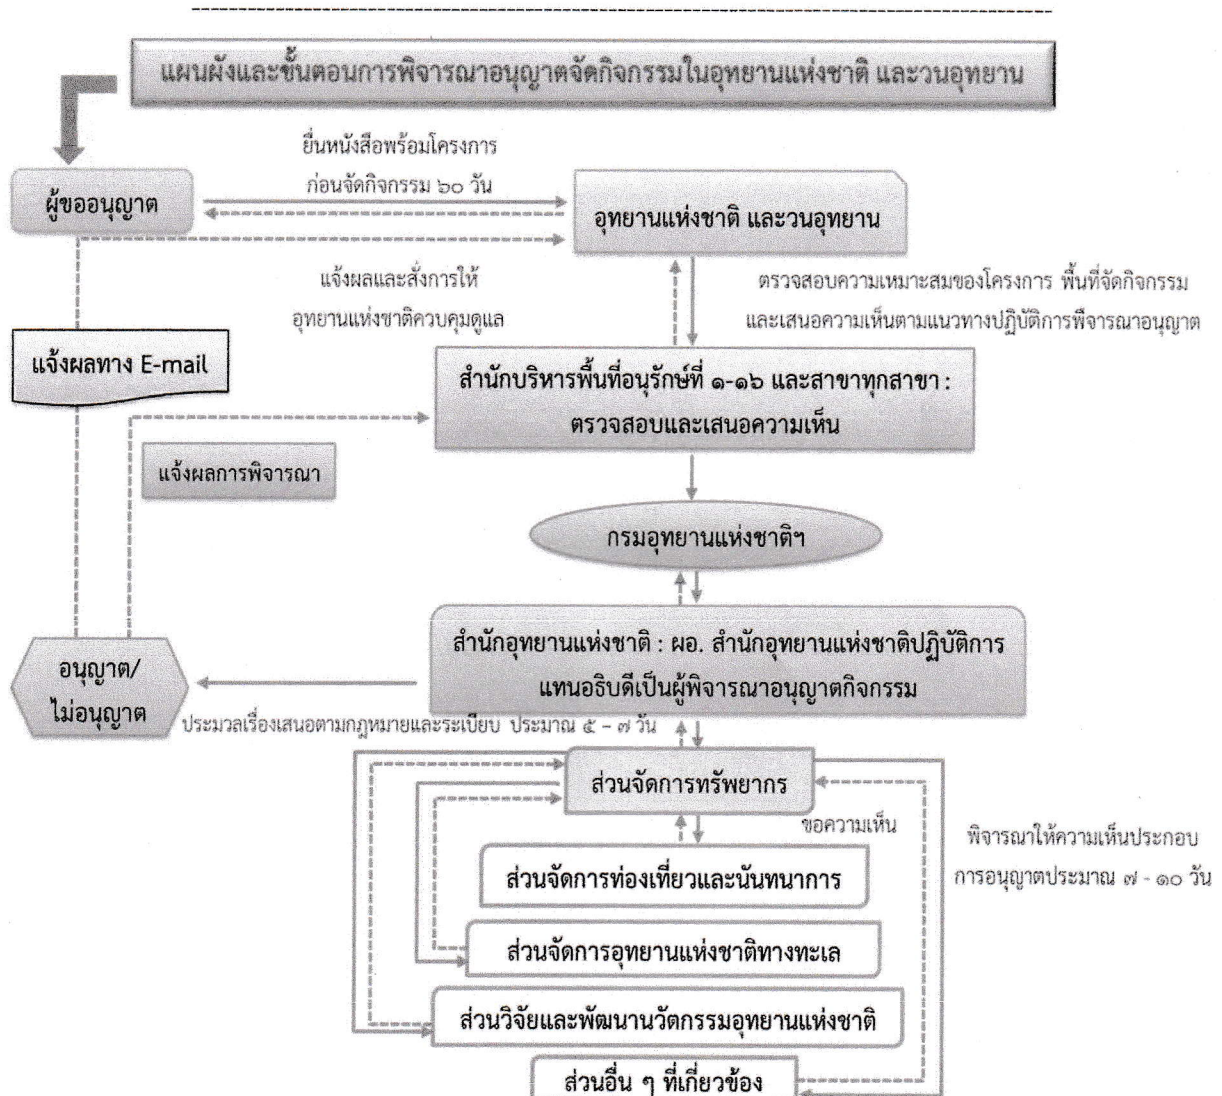 แผนผังและขั้นตอนการพิจารณาอนุญาตจัดกิจกรรมในอุทยานแห่งชาติ และวนอุทยาน
ยื่นหนังสือพร้อมโครงการ
ก่อนจัดกิจกรรม ๖๐ วัน
ผู้ขออนุญาต
อุทยานแห่งชาติ และวนอุทยาน
แจ้งผลและสั่งการให้
อุทยานแห่งชาติควบคุมดูแล
ตรวจสอบความเหมาะสมของโครงการ พื้นที่จัดกิจกรรม
และเสนอความเห็นตามแนวทางปฏิบัติการพิจารณาอนุญาต
แจ้งผลทาง E-mail
สำนักบริหารพื้นที่อนุรักษ์ที่ ๑-๑๖ และสาขาทุกสาขา :
ตรวจสอบและเสนอความเห็น
แจ้งผลการพิจารณา
กรมอุทยานแห่งชาติฯ
สำนักอุทยานแห่งชาติ : ผอ. สำนักอุทยานแห่งชาติปฏิบัติการ
แทนอธิบดีเป็นผู้พิจารณาอนุญาตกิจกรรม
อนุญาต/
ไม่อนุญาต
ประมวลเรื่องเสนอตามกฎหมายและระเบียบ ประมาณ ๕ – ๗ วัน
ส่วนจัดการทรัพยากร
ขอความเห็น
พิจารณาให้ความเห็นประกอบ
การอนุญาตประมาณ ๗ - ๑๐ วัน
ส่วนจัดการท่องเที่ยวและนันทนาการ
ส่วนจัดการอุทยานแห่งชาติทางทะเล
ส่วนวิจัยและพัฒนานวัตกรรมอุทยานแห่งชาติ
ส่วนอื่น ๆ ที่เกี่ยวข้อง